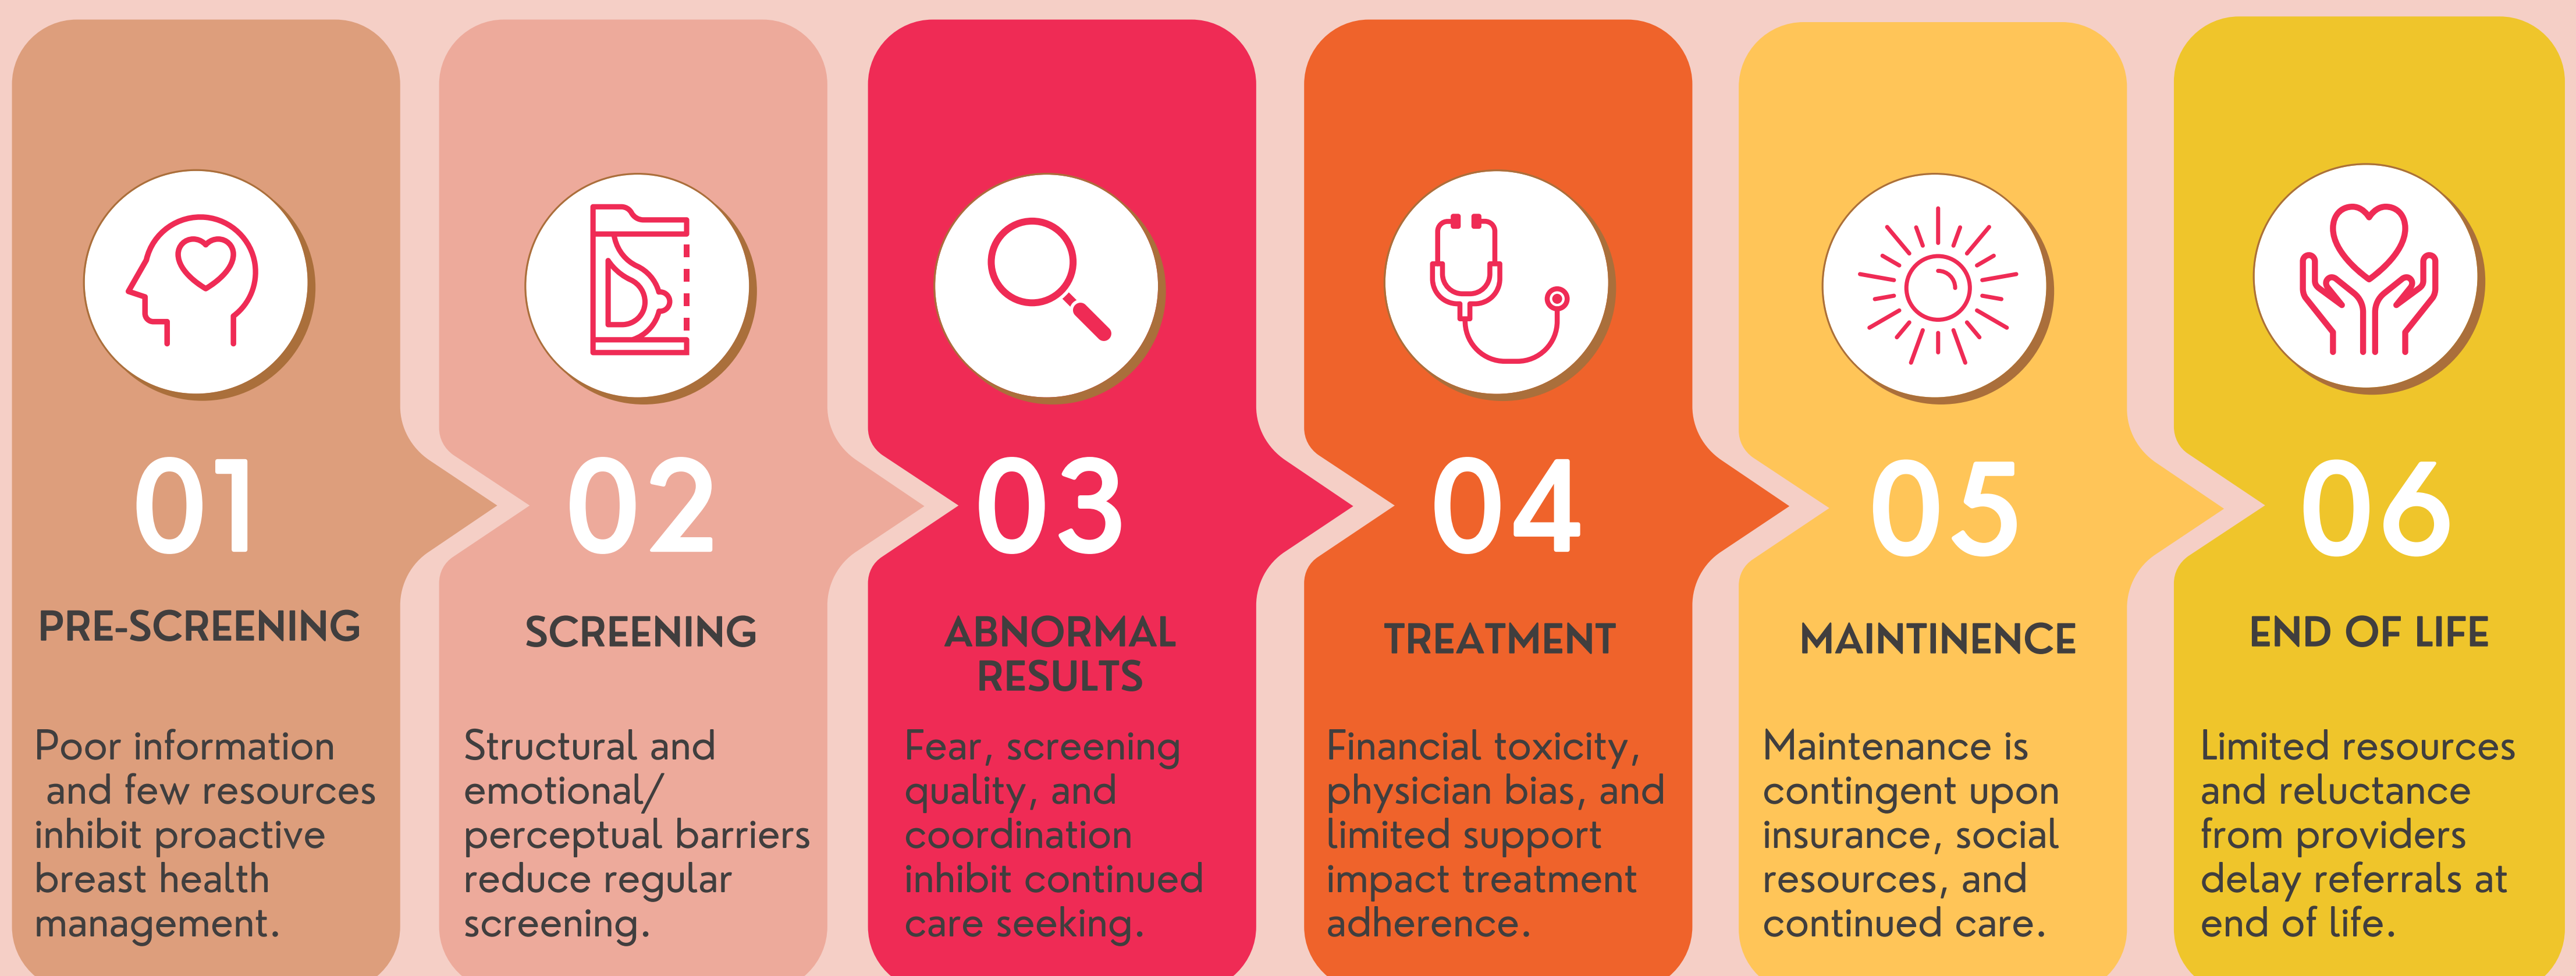 01
PRE-SCREENING
Poor information
and few resources
inhibit proactive
breast health
management.
02
SCREENING
Structural and
emotional/
perceptual barriers
reduce regular
screening.
03
ABNORMAL
RESULTS
Fear, screening
quality, and
coordination
inhibit continued
care seeking.
04
TREATMENT
Financial toxicity,
physician bias, and
limited support
impact treatment
adherence.
05
MAINTINENCE
Maintenance is
contingent upon
insurance, social
resources, and
continued care.
06
END OF LIFE
Limited resources
and reluctance
from providers
delay referrals at
end of life.